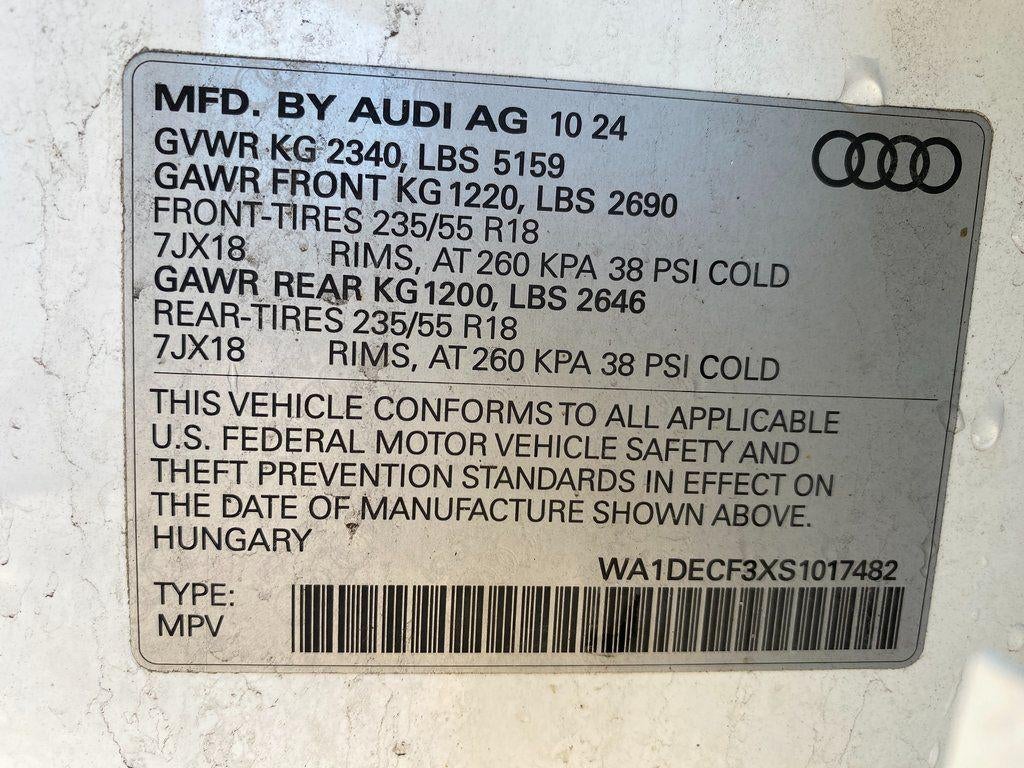 MFD. BY AUDI AG 10 24
GVWR KG 2340, LBS 5159
GAWR FRONT KG 1220, LBS 2690
FRONT-TIRES 235/55 R18
7JX18 RIMS, AT 260 KPA 38 PSI COLD
GAWR REAR KG 1200, LBS 2646
REAR-TIRES 235/55 R18
7JX18 RIMS, AT 260 KPA 38 PSI COLD
THIS VEHICLE CONFORMS TO ALL APPLICABLE
U.S. FEDERAL MOTOR VEHICLE SAFETY AND
THEFT PREVENTION STANDARDS IN EFFECT ON
THE DATE OF MANUFACTURE SHOWN ABOVE.
HUNGARY
WA1DECF3XS1017482
TYPE:
MPV